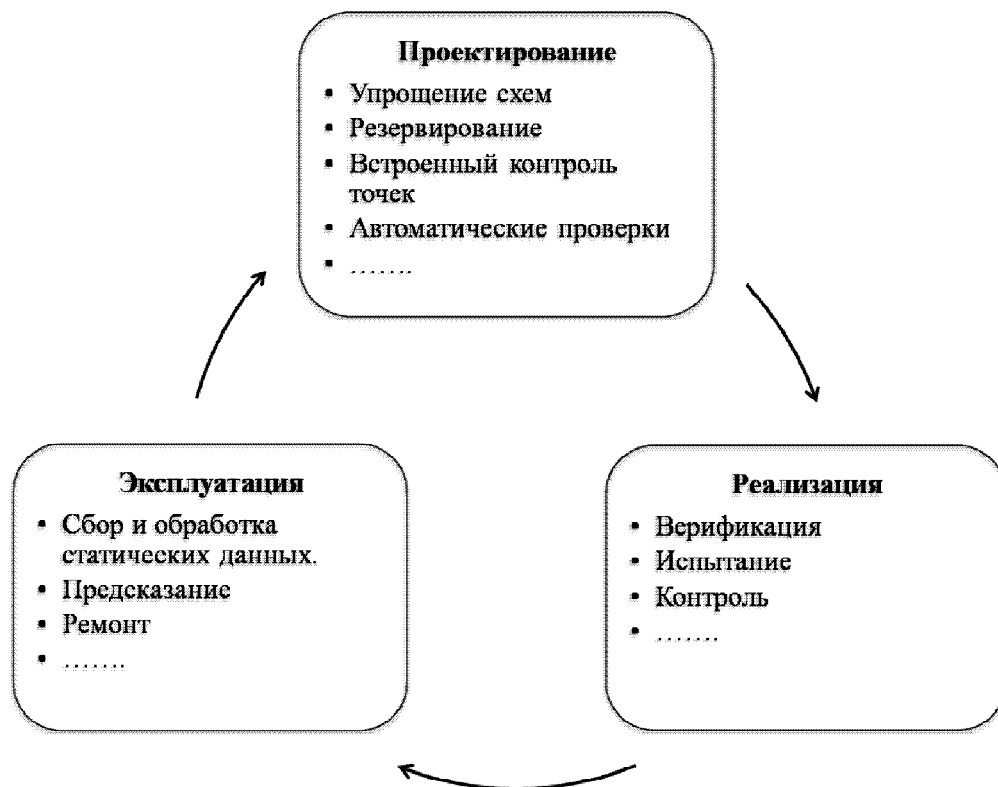 Проектирование
▪ Упрощение схем
▪ Резервирование
▪ Встроенный контроль
точек
▪ Автоматические проверки
▪ …….
Эксплуатация
▪ Сбор и обработка
статических данных.
▪ Предсказание
▪ Ремонт
▪ …….
Реализация
▪ Верификация
▪ Испытание
▪ Контроль
▪ …….